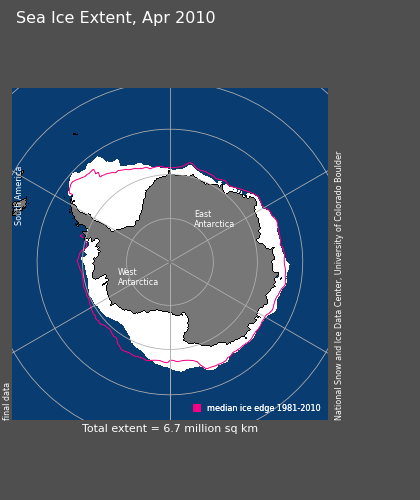 Sea Ice Extent, Apr 2010
South America
East
Antarctica
West
Antarctica
National Snow and Ice Data Center, University of Colorado Boulder
final data
median ice edge 1981-2010
Total extent = 6.7 million sq km